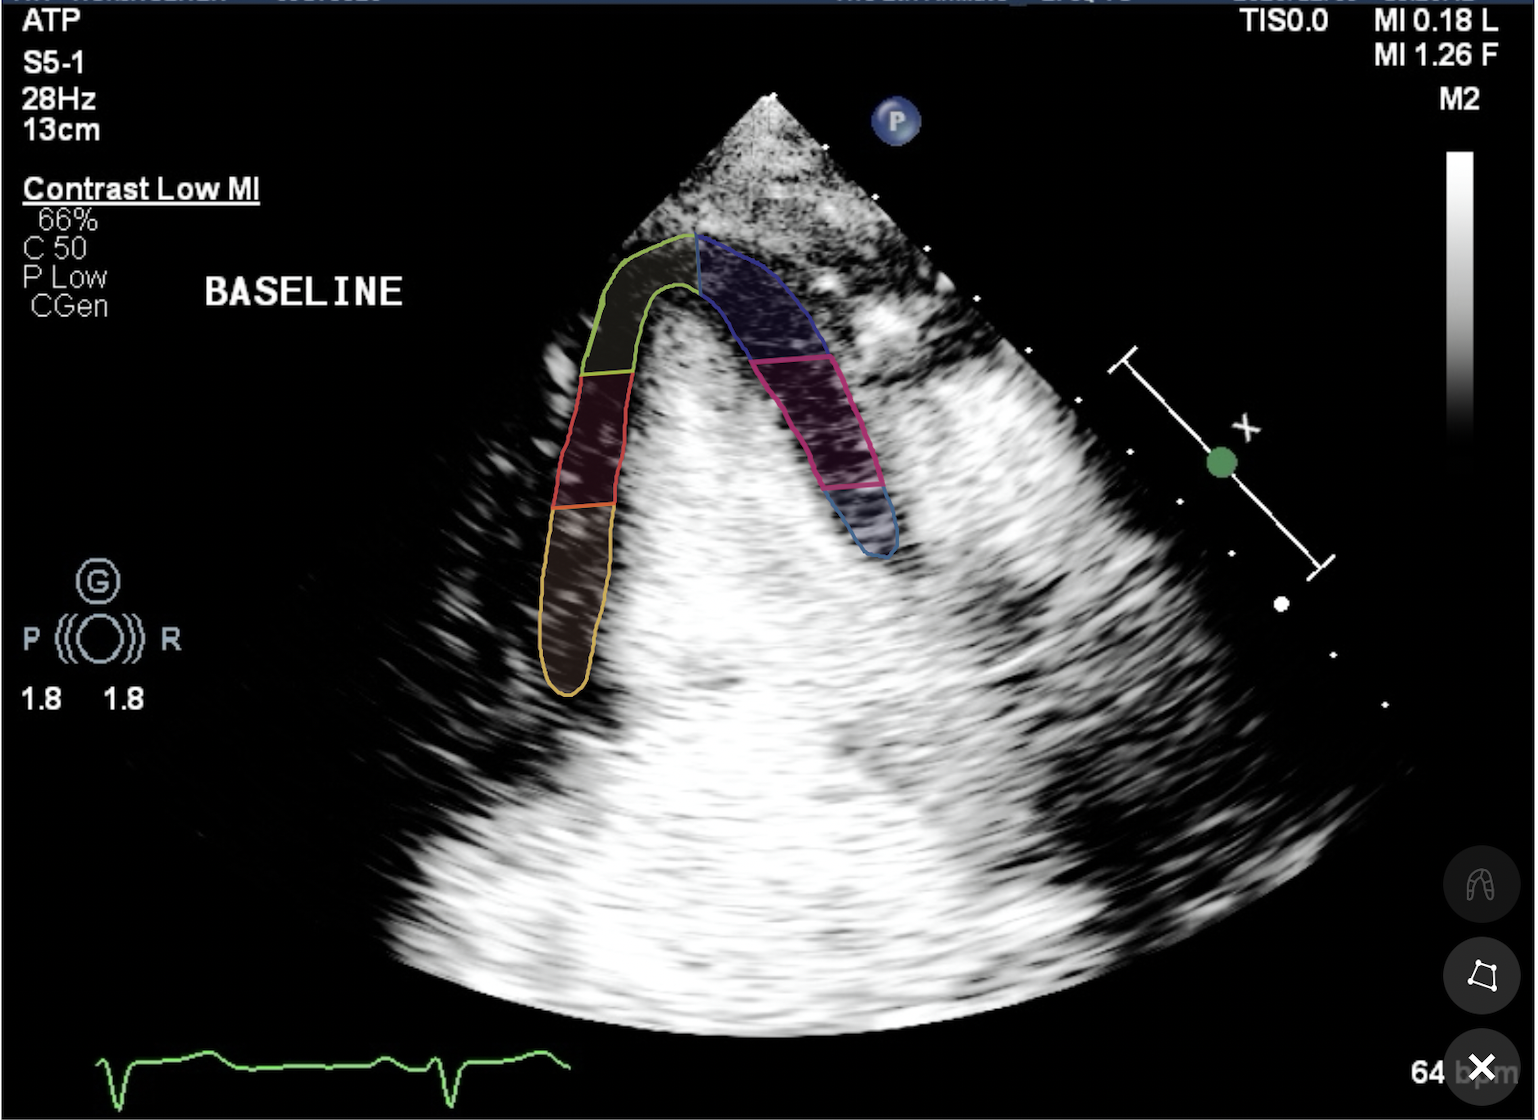 ATP
TIS0.0 MI 0.18 L
S5-1
MI 1.26 F
28Hz
M2
13cm
P
Contrast Low MI
66%
C 50
P Low
CGen
BASELINE
X
G
P R
1.8 1.8
64 bpm